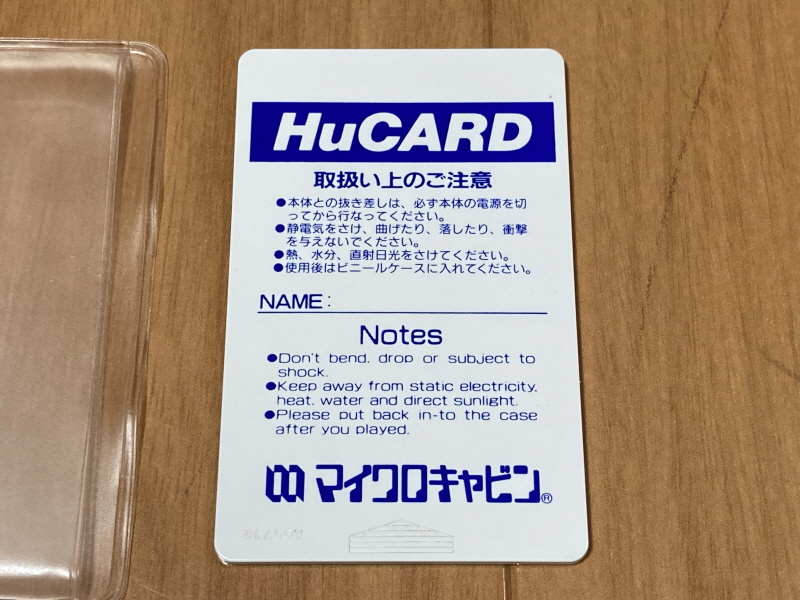 HuCARD
取扱い上のご注意
●本体との抜き差しは、必ず本体の電源を切
ってから行なってください。
●静電気をさけ、曲げたり、落したり、衝撃
を与えないでください。
●熱、水分、直射日光をさけてください。
●使用後はビニールケースに入れてください。
NAME:
Notes
●Don't bend, drop or subject to
shock.
●Keep away from static electricity,
heat, water and direct sunlight.
●Please put back in-to the case
after you played.
マイクロキャビン®